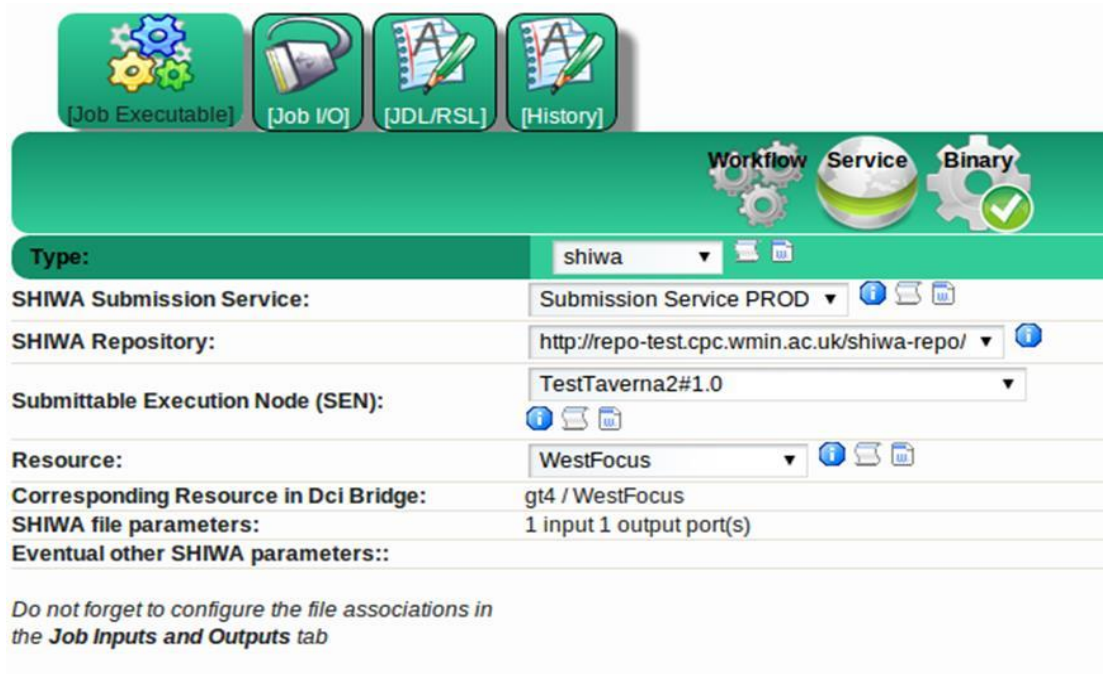 [Job Executable] [Job I/O] [JDL/RSL] [History]
Workflow Service Binary
Type: shiwa
SHIWA Submission Service: Submission Service PROD
SHIWA Repository: http://repo-test.cpc.wmin.ac.uk/shiwa-repo/
Submittable Execution Node (SEN): TestTaverna2#1.0
Resource: WestFocus
Corresponding Resource in Dci Bridge: gt4 / WestFocus
SHIWA file parameters: 1 input 1 output port(s)
Eventual other SHIWA parameters::
Do not forget to configure the file associations in
the Job Inputs and Outputs tab